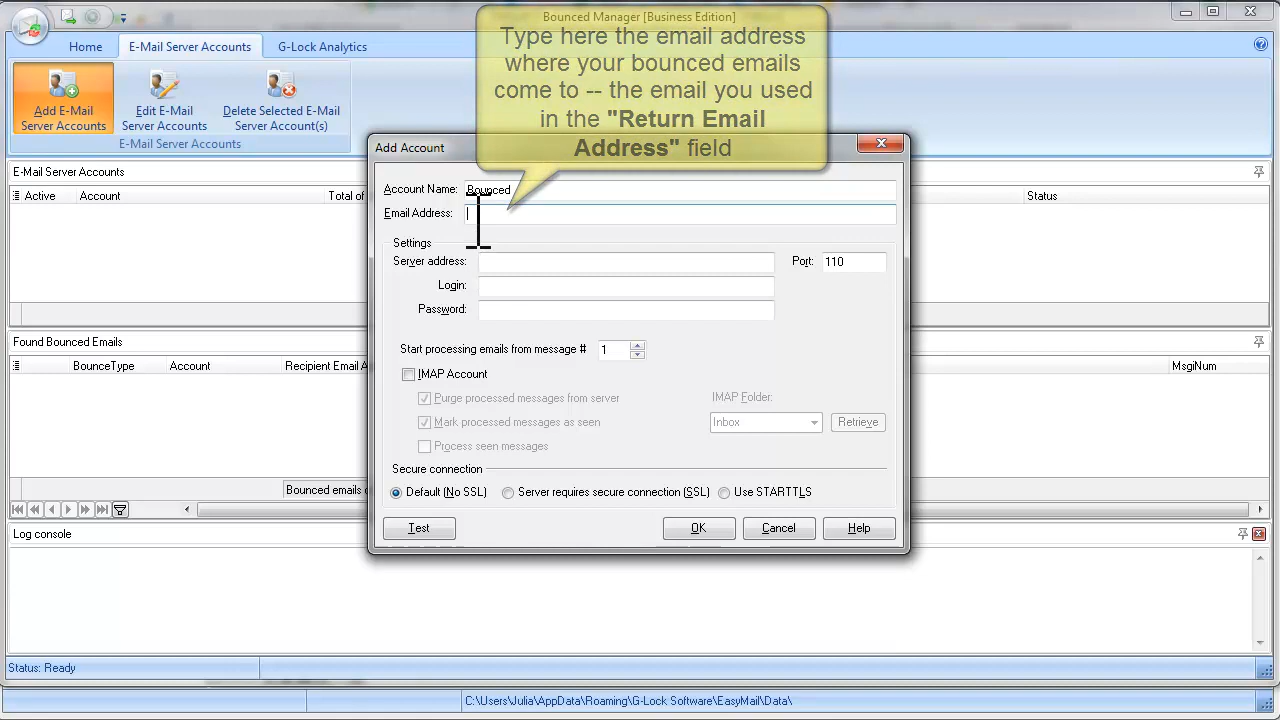 Bounced Manager [Business Edition]
Type here the email address
where your bounced emails
come to -- the email you used
in the "Return Email
Address" field
Home
E-Mail Server Accounts
G-Lock Analytics
Add E-Mail
Server Accounts
Edit E-Mail
Server Accounts
Delete Selected E-Mail
Server Account(s)
E-Mail Server Accounts
E-Mail Server Accounts
Active
Account
Total of
Status
Add Account
Account Name:
Bounced
Email Address:
Settings
Server address:
Port:
110
Login:
Password:
Start processing emails from message #
1
IMAP Account
Purge processed messages from server
IMAP Folder:
Mark processed messages as seen
Inbox
Retrieve
Process seen messages
Secure connection
Default (No SSL)
Server requires secure connection (SSL)
Use STARTTLS
Test
OK
Cancel
Help
Found Bounced Emails
BounceType
Account
Recipient Email A
MsgiNum
Bounced emails
Log console
Status: Ready
C:\Users\Julia\AppData\Roaming\G-Lock Software\EasyMail\Data\